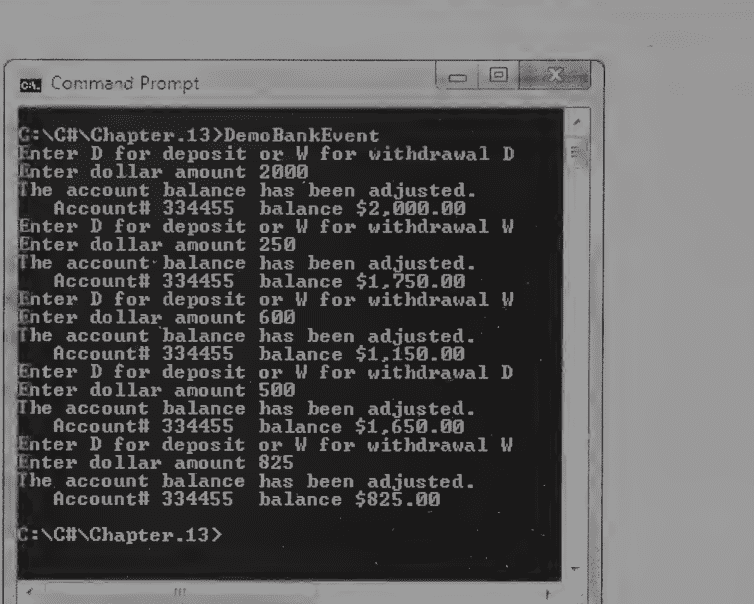 Command Prompt
C:\C#\Chapter.13>DemoBankEvent
Enter D for deposit or W for withdrawal D
Enter dollar amount 2000
The account balance has been adjusted.
Account# 334455 balance $2,000.00
Enter D for deposit or W for withdrawal W
Enter dollar amount 250
The account balance has been adjusted.
Account# 334455 balance $1,750.00
Enter D for deposit or W for withdrawal W
Enter dollar amount 600
The account balance has been adjusted.
Account# 334455 balance $1,150.00
Enter D for deposit or W for withdrawal D
Enter dollar amount 500
The account balance has been adjusted.
Account# 334455 balance $1,650.00
Enter D for deposit or W for withdrawal W
Enter dollar amount 825
The account balance has been adjusted.
Account# 334455 balance $825.00
C:\C#\Chapter.13>